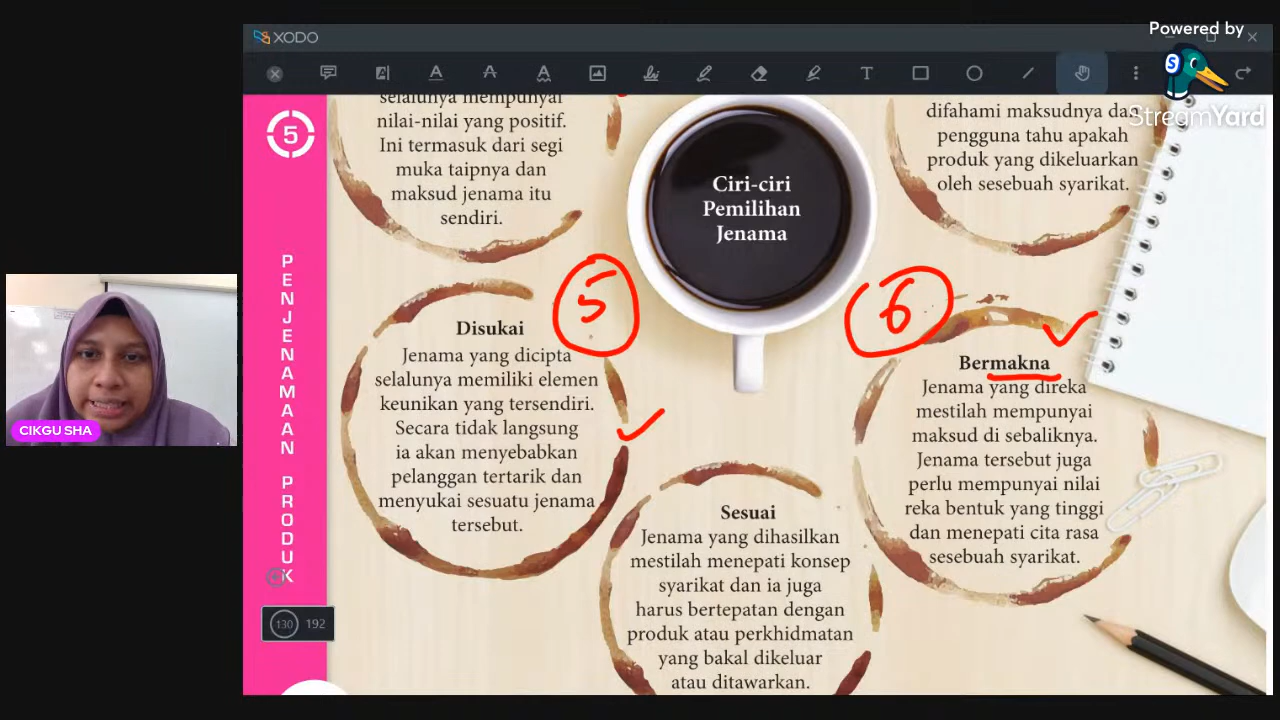 Powered by
StreamYard
XODO
5
PENJENAMAAN PRODUK
selalunya mempunyai
nilai-nilai yang positif.
Ini termasuk dari segi
muka taipnya dan
maksud jenama itu
sendiri.
Ciri-ciri
Pemilihan
Jenama
difahami maksudnya dan
pengguna tahu apakah
produk yang dikeluarkan
oleh sesebuah syarikat.
5
Disukai
Jenama yang dicipta
selalunya memiliki elemen
keunikan yang tersendiri.
Secara tidak langsung
ia akan menyebabkan
pelanggan tertarik dan
menyukai sesuatu jenama
tersebut.
6
Bermakna
Jenama yang direka
mestilah mempunyai
maksud di sebaliknya.
Jenama tersebut juga
perlu mempunyai nilai
reka bentuk yang tinggi
dan menepati cita rasa
sesebuah syarikat.
Sesuai
Jenama yang dihasilkan
mestilah menepati konsep
syarikat dan ia juga
harus bertepatan dengan
produk atau perkhidmatan
yang bakal dikeluar
atau ditawarkan.
CIKGU SHA
130 192